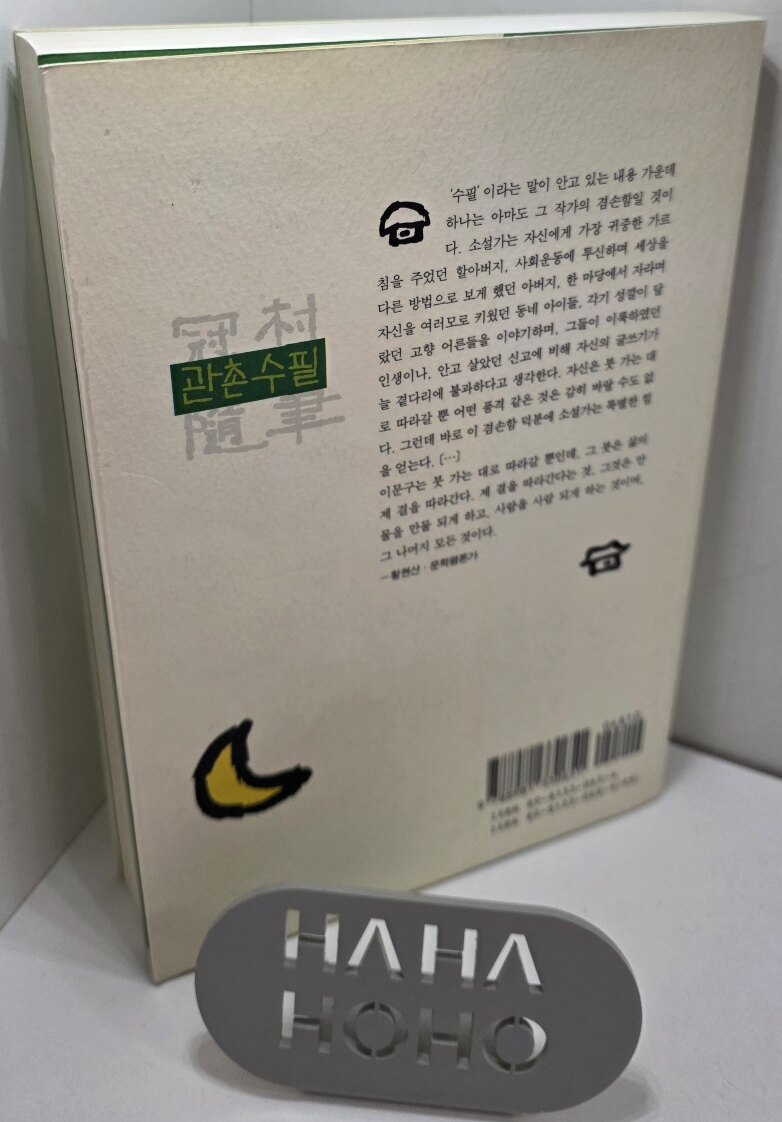 '수필' 이라는 말이 안고 있는 내용 가운데
하나는 아마도 그 작가의 겸손함일 것이
다. 소설가는 자신에게 가장 귀중한 가르
침을 주었던 할아버지, 사회운동에 투신하며 세상을
다른 방법으로 보게 했던 아버지, 한 마당에서 자라며
자신을 여러모로 키웠던 동네 아이들, 각기 성깔이 달
랐던 고향 어른들을 이야기하며, 그들이 이룩하였던
인생이나, 안고 살았던 신고에 비해 자신의 글쓰기가
늘 곁다리에 불과하다고 생각한다. 자신은 붓 가는 대
로 따라갈 뿐 어떤 품격 같은 것은 감히 바랄 수도 없
다. 그런데 바로 이 겸손함 덕분에 소설가는 특별한 힘
을 얻는다. […]
이문구는 붓 가는 대로 따라갈 뿐인데, 그 붓은 삶의
제 결을 따라간다. 제 결을 따라간다는 것, 그것은 만
물을 만물 되게 하고, 사람을 사람 되게 하는 것이며,
그 나머지 모든 것이다.
—황현산 · 문학평론가
冠村
관촌수필
隨筆
ISBN
ISBN
HAHA
HOHO